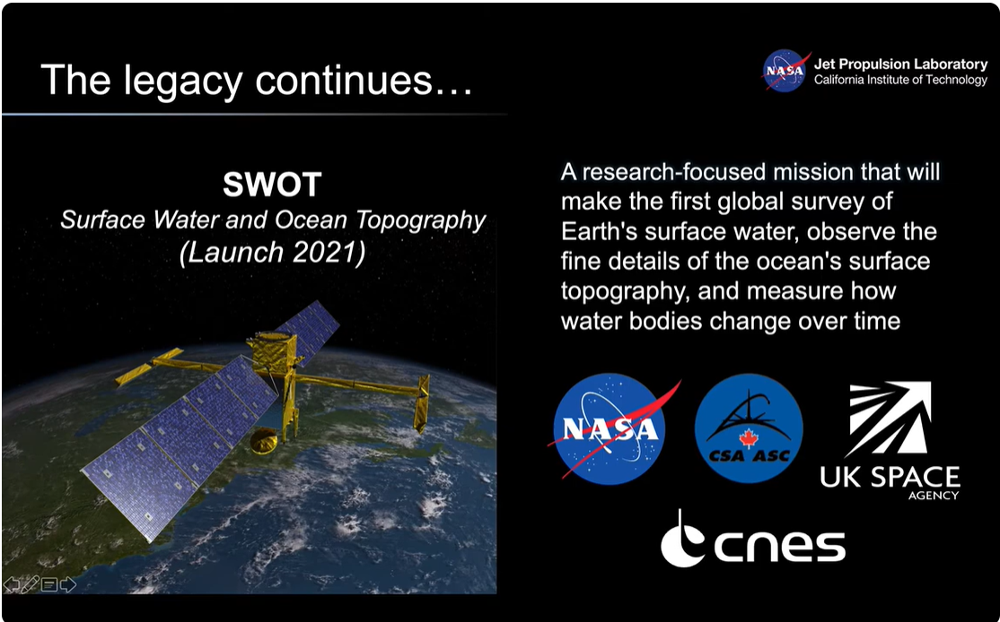 The legacy continues…
NASA
Jet Propulsion Laboratory
California Institute of Technology
SWOT
Surface Water and Ocean Topography
(Launch 2021)
A research-focused mission that will
make the first global survey of
Earth's surface water, observe the
fine details of the ocean's surface
topography, and measure how
water bodies change over time
NASA
CSA ASC
UK SPACE
AGENCY
cnes